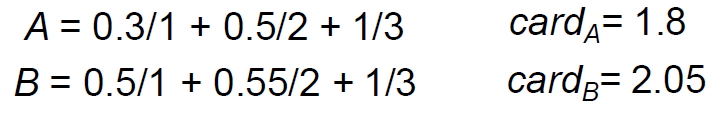 A = 0.3/1 + 0.5/2 + 1/3 card_A= 1.8
B = 0.5/1 + 0.55/2 + 1/3 card_B= 2.05